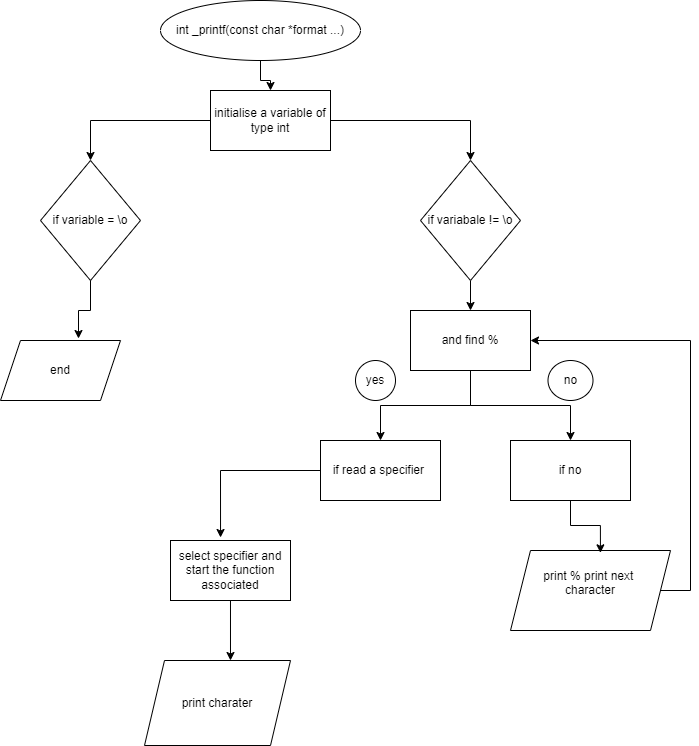 int _printf(const char *format ...)
initialise a variable of
type int
if variable = \o
if variabale != \o
end
and find %
yes
no
if read a specifier
if no
select specifier and
start the function
associated
print % print next
character
print charater